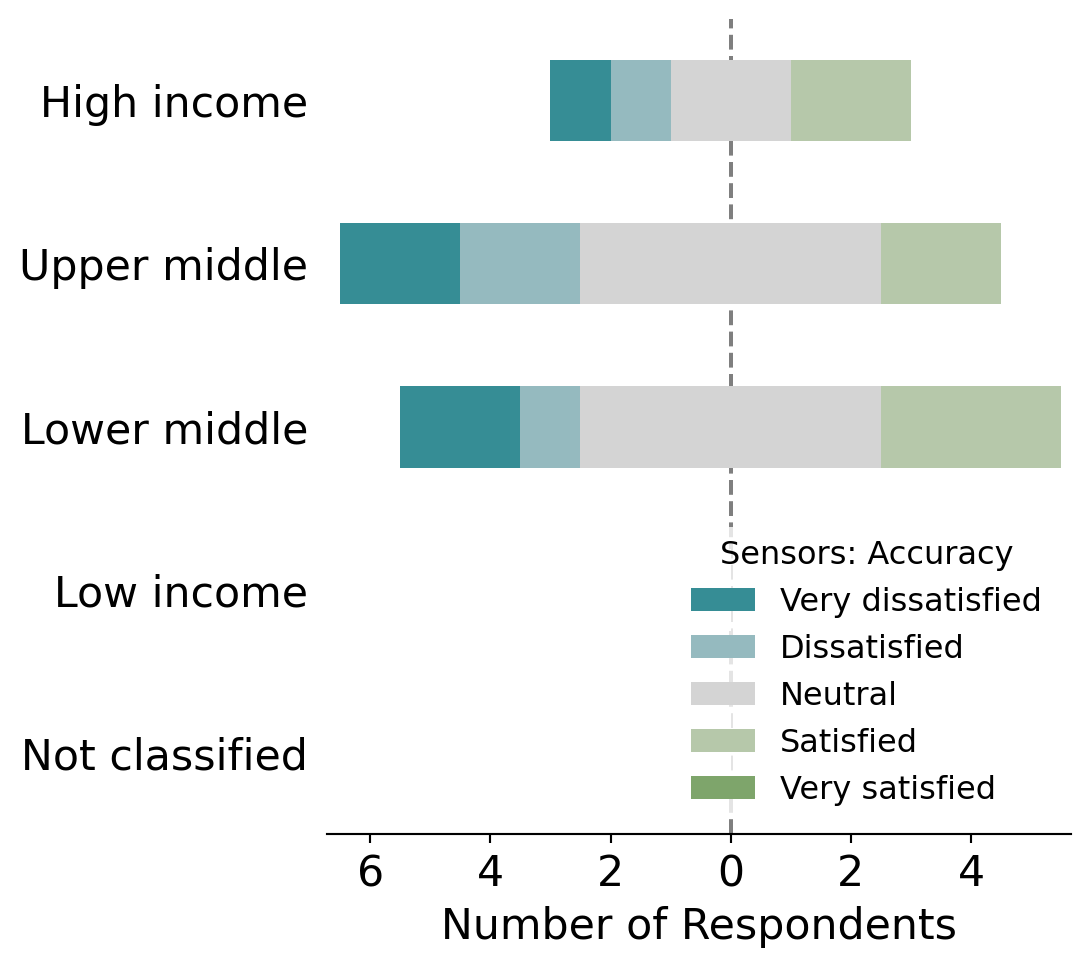 High income
Upper middle
Lower middle
Low income
Not classified
Sensors: Accuracy
Very dissatisfied
Dissatisfied
Neutral
Satisfied
Very satisfied
6 4 2 0 2 4
Number of Respondents